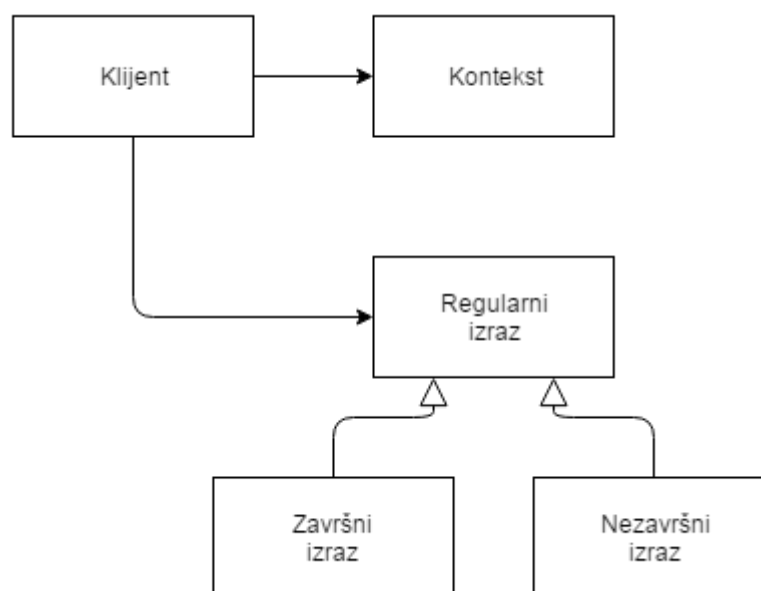 Klijent
Kontekst
Regularni
izraz
Završni
izraz
Nezavršni
izraz